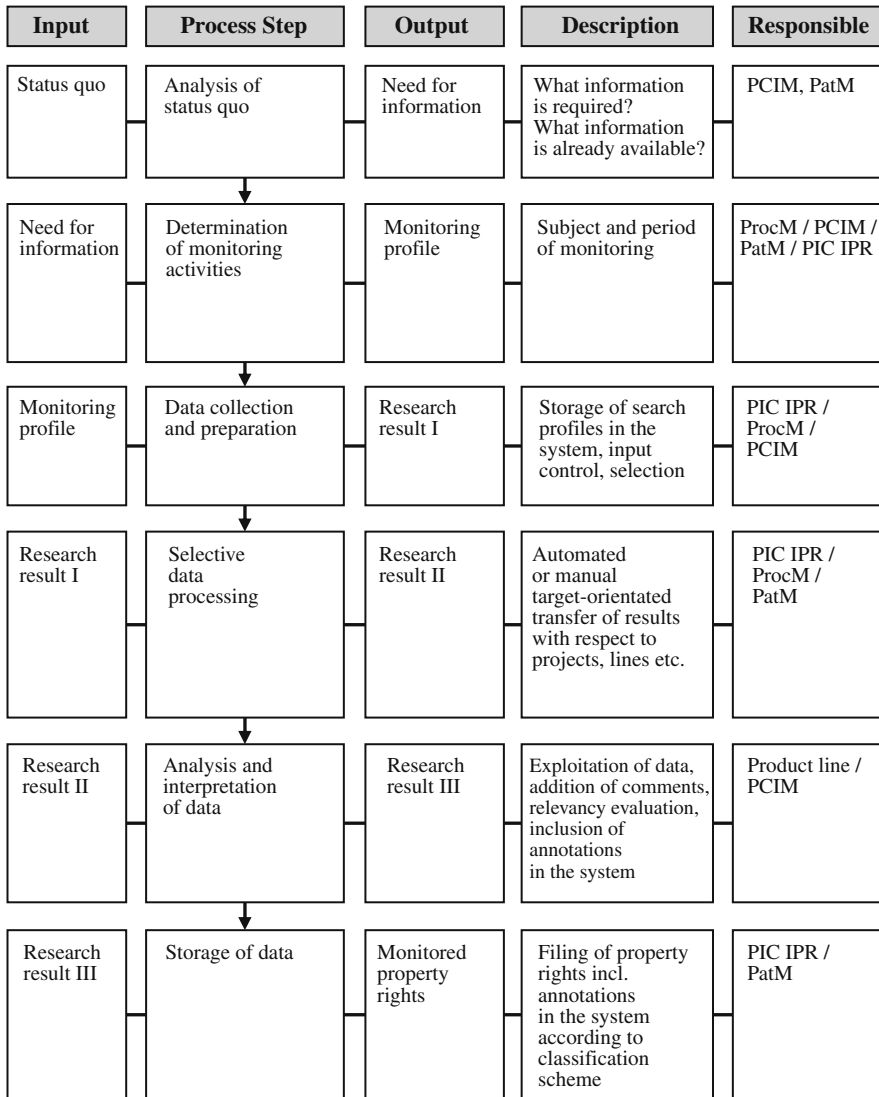 Input
Process Step
Output
Description
Responsible
Status quo
Analysis of
status quo
Need for
information
What information
is required?
What information
is already available?
PCIM, PatM
Need for
information
Determination
of monitoring
activities
Monitoring
profile
Subject and period
of monitoring
ProcM / PCIM /
PatM / PIC IPR
Monitoring
profile
Data collection
and preparation
Research
result I
Storage of search
profiles in the
system, input
control, selection
PIC IPR /
ProcM /
PCIM
Research
result I
Selective
data
processing
Research
result II
Automated
or manual
target-orientated
transfer of results
with respect to
projects, lines etc.
PIC IPR /
ProcM /
PatM
Research
result II
Analysis and
interpretation
of data
Research
result III
Exploitation of data,
addition of comments,
relevancy evaluation,
inclusion of
annotations
in the system
Product line /
PCIM
Research
result III
Storage of data
Monitored
property
rights
Filing of property
rights incl.
annotations
in the system
according to
classification
scheme
PIC IPR /
PatM